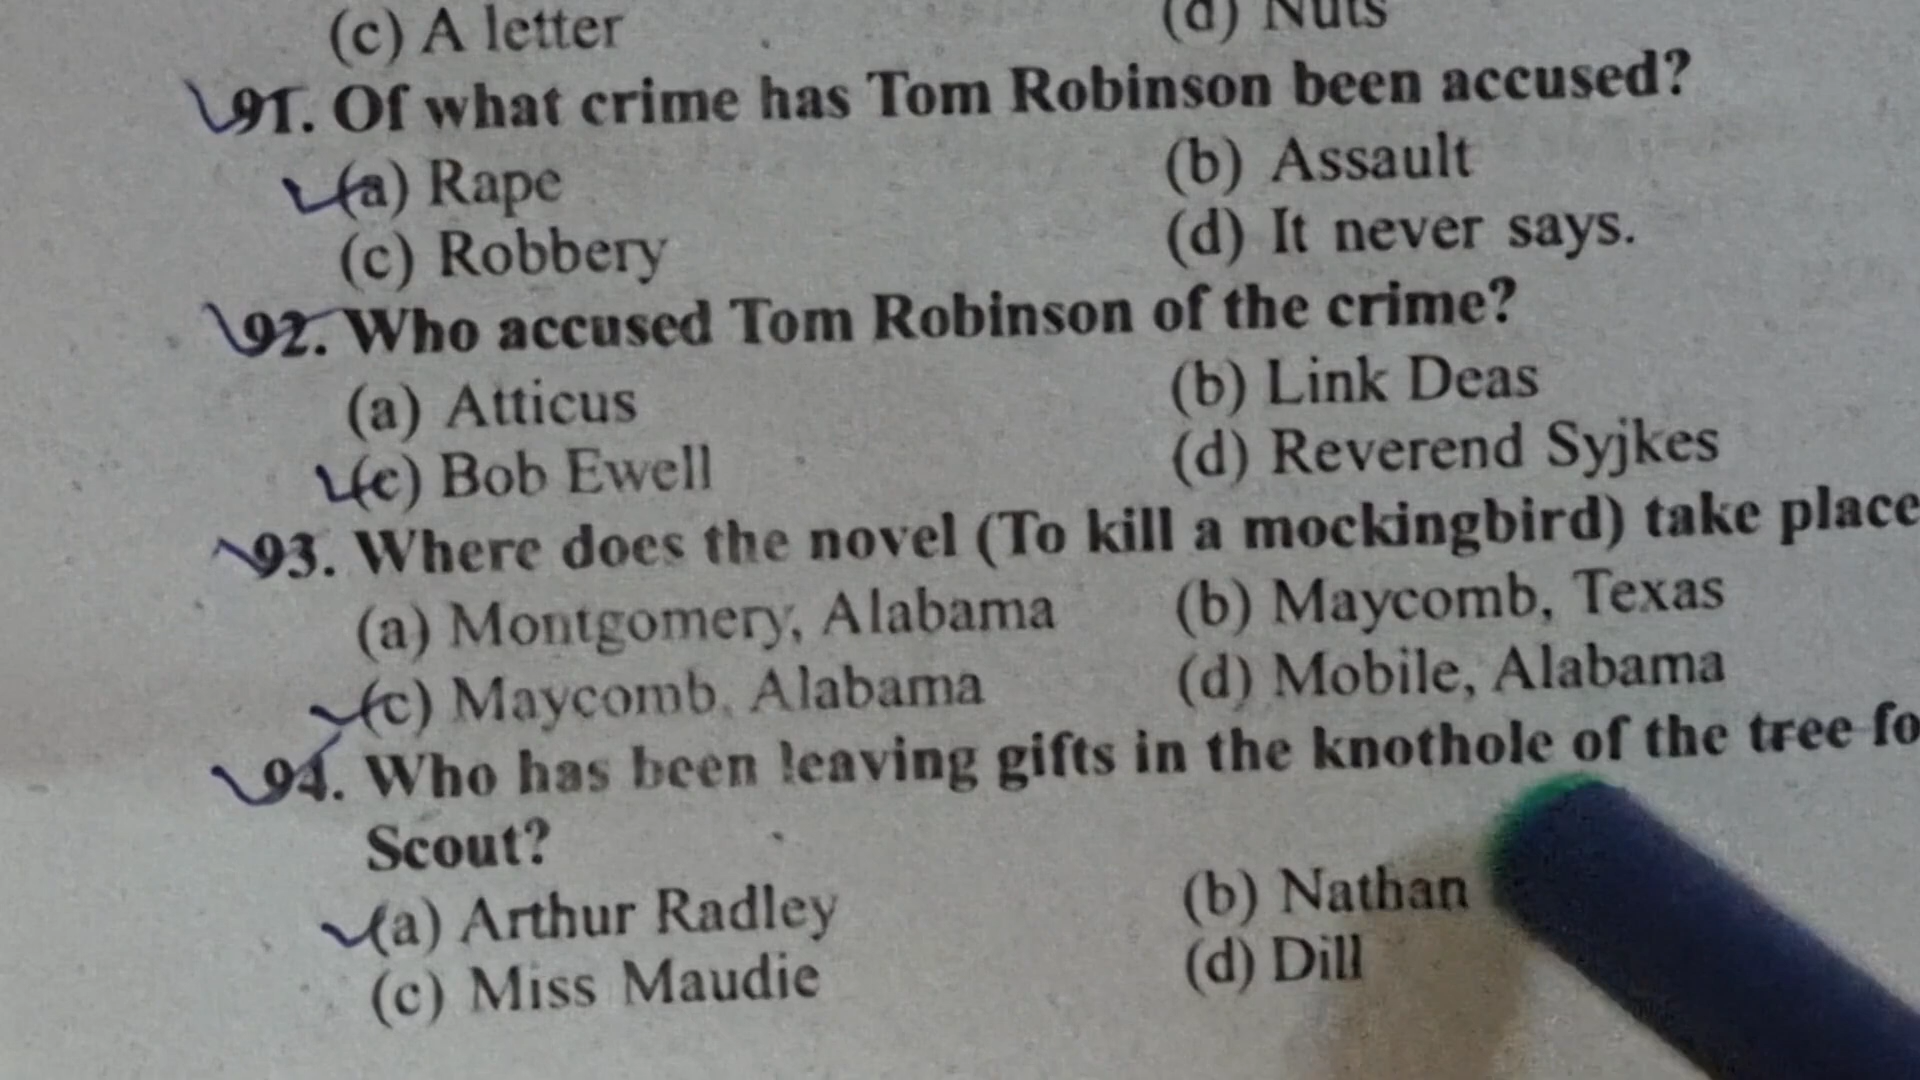 (c) A letter (d) Nuts
91. Of what crime has Tom Robinson been accused?
(a) Rape (b) Assault
(c) Robbery (d) It never says.
92. Who accused Tom Robinson of the crime?
(a) Atticus (b) Link Deas
(c) Bob Ewell (d) Reverend Syjkes
93. Where does the novel (To kill a mockingbird) take place
(a) Montgomery, Alabama (b) Maycomb, Texas
(c) Maycomb, Alabama (d) Mobile, Alabama
94. Who has been leaving gifts in the knothole of the tree fo
Scout?
(a) Arthur Radley (b) Nathan
(c) Miss Maudie (d) Dill